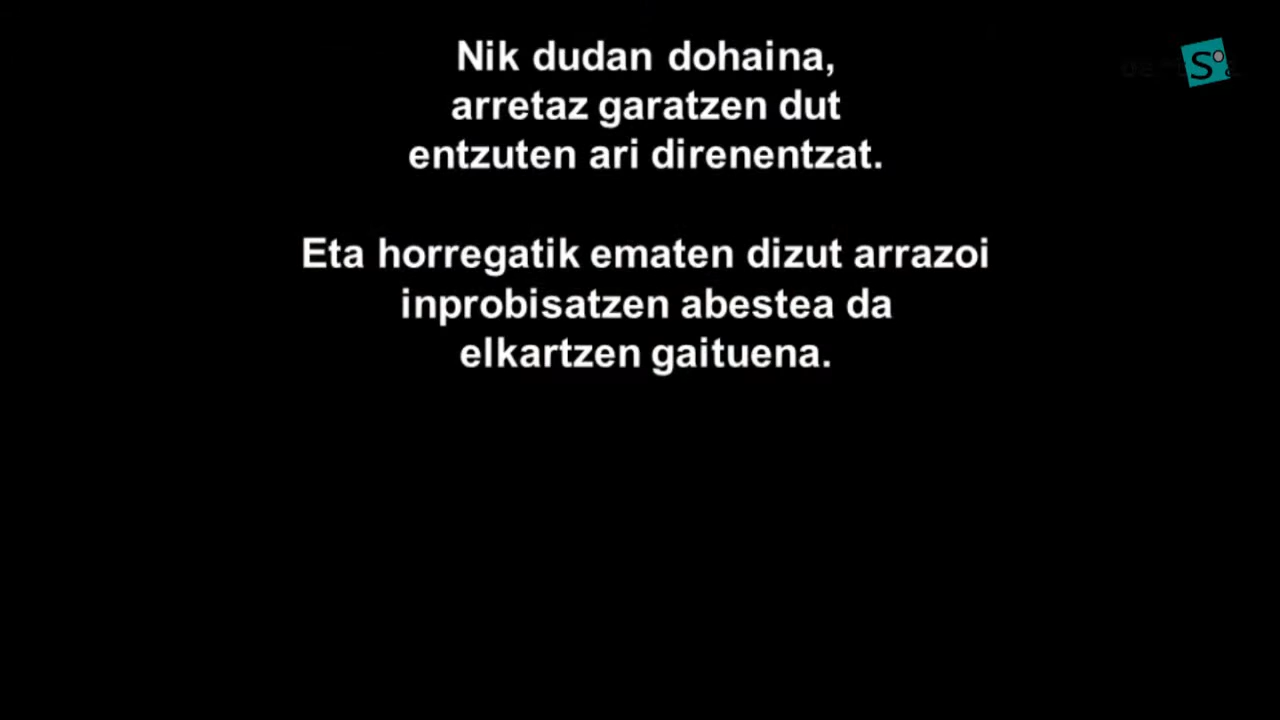 Nik dudan dohaina,
arretaz garatzen dut
entzuten ari direnentzat.
Eta horregatik ematen dizut arrazoi
inprobisatzen abestea da
elkartzen gaituena.